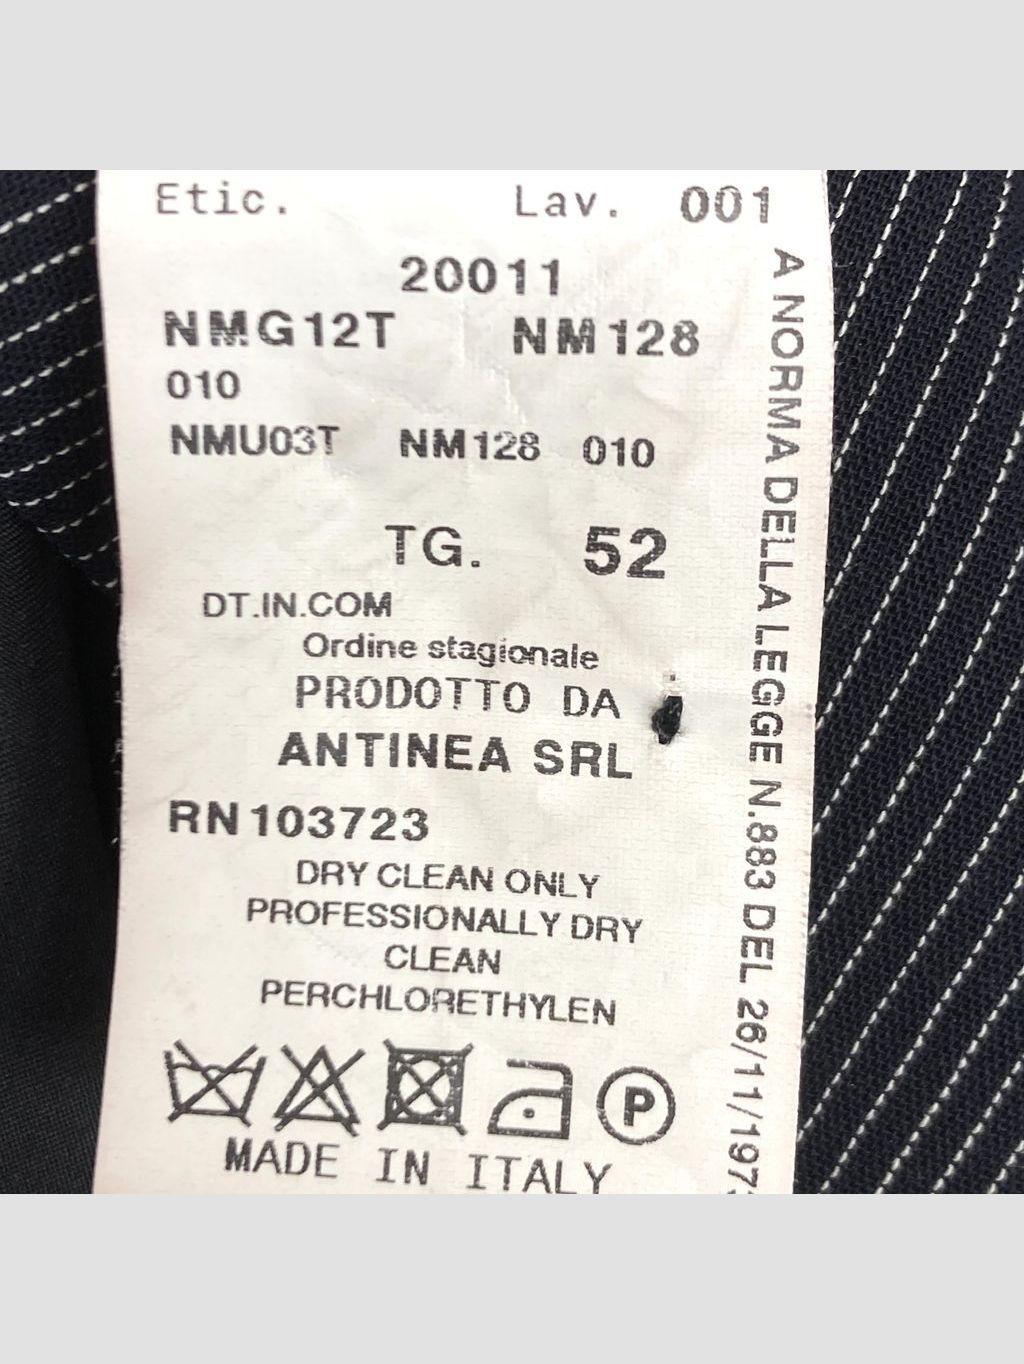 Etic. Lav. 001
20011
NMG12T NM128
010
NMU03T NM128 010
TG. 52
DT.IN.COM
Ordine stagionale
PRODOTTO DA
ANTINEA SRL
RN103723
DRY CLEAN ONLY
PROFESSIONALLY DRY
CLEAN
PERCHLORETHYLEN
P
MADE IN ITALY
A NORMA DELLA LEGGE N.883 DEL 26/11/1973